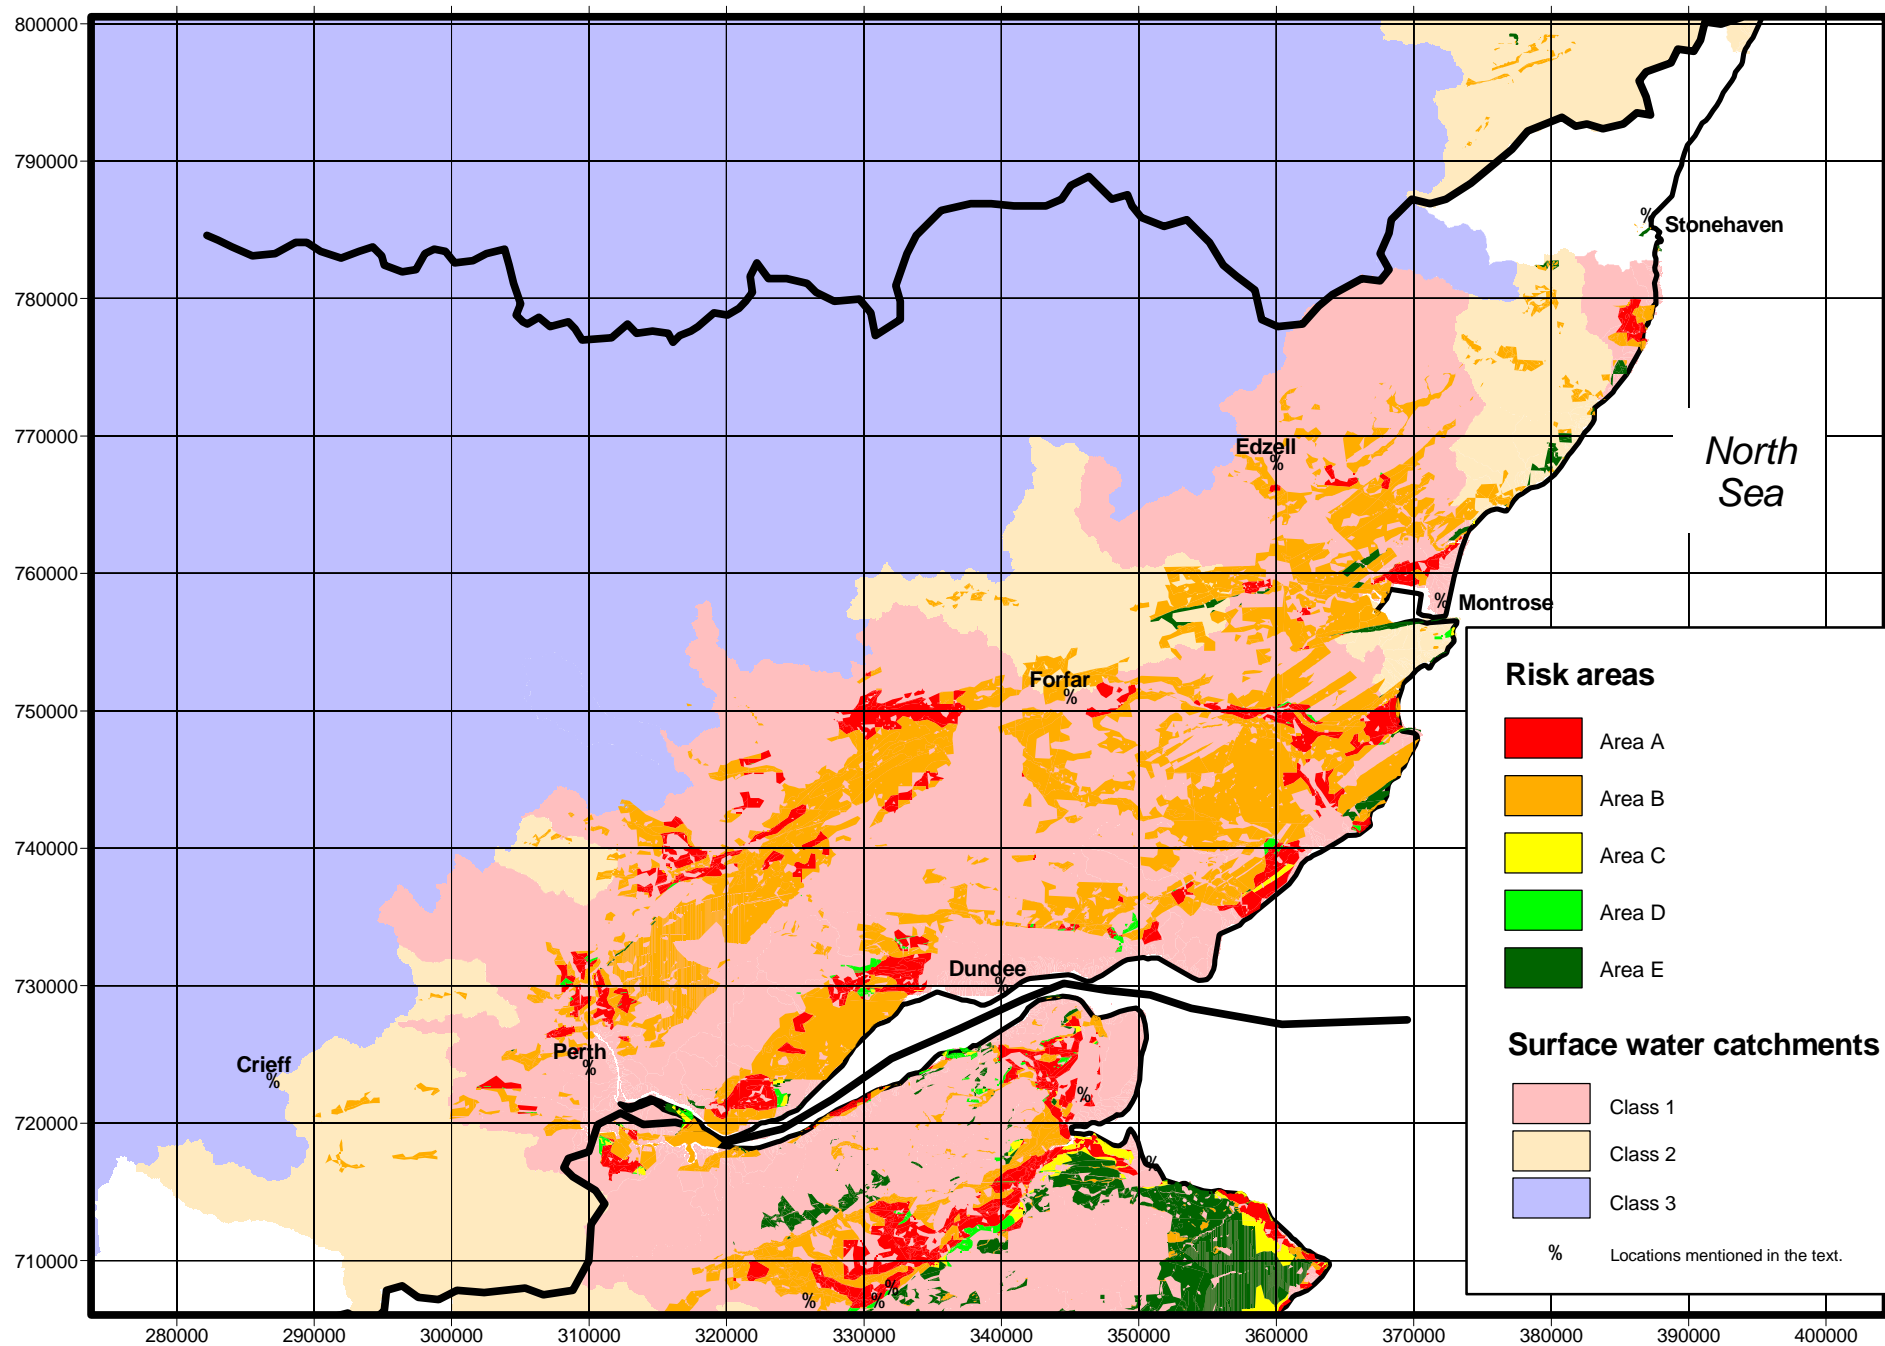 800000
790000
780000
770000
760000
750000
740000
730000
720000
710000
% Stonehaven
North
Sea
Edzell
%
% Montrose
Forfar
%
Dundee
%
Perth
%
Crieff
%
%
%
%
%
%
Risk areas
Area A
Area B
Area C
Area D
Area E
Surface water catchments
Class 1
Class 2
Class 3
% Locations mentioned in the text.
280000 290000 300000 310000 320000 330000 340000 350000 360000 370000 380000 390000 400000